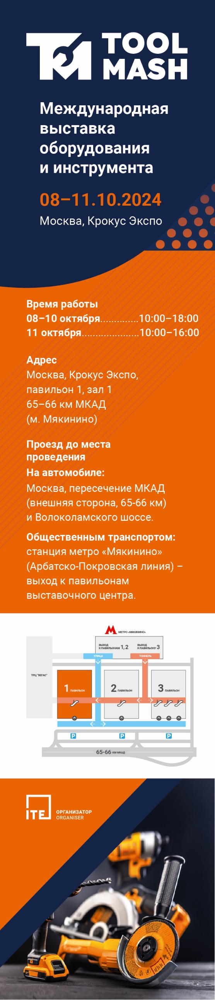 TOOL
MASH
Международная
выставка
оборудования
и инструмента
08–11.10.2024
Москва, Крокус Экспо
Время работы
08–10 октября..............10:00–18:00
11 октября.....................10:00–16:00
Адрес
Москва, Крокус Экспо,
павильон 1, зал 1
65–66 км МКАД
(м. Мякинино)
Проезд до места
проведения
На автомобиле:
Москва, пересечение МКАД
(внешняя сторона, 65-66 км)
и Волоколамского шоссе.
Общественным транспортом:
станция метро «Мякинино»
(Арбатско-Покровская линия) –
выход к павильонам
выставочного центра.
М МЕТРО «МЯКИНИНО»
ВЫХОД
К ПАВИЛЬОНАМ 1, 2
ВЫХОД
К ПАВИЛЬОНУ 3
УЛИЦА
ТОННЕЛЬ
ТРЦ "ВЕГАС"
1 ПАВИЛЬОН
2 ПАВИЛЬОН
3 ПАВИЛЬОН
P
P
P
65-66 КМ МКАД
ITE
ОРГАНИЗАТОР
ORGANISER